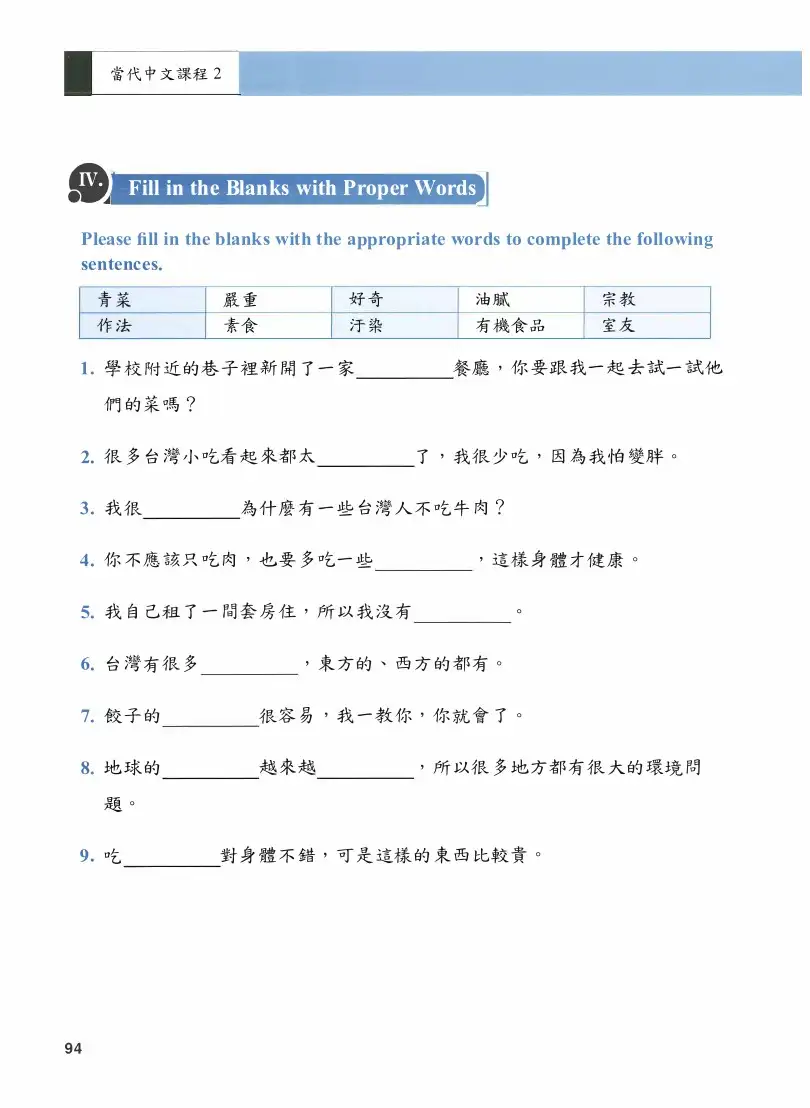 當代中文課程 2
IV. Fill in the Blanks with Proper Words
Please fill in the blanks with the appropriate words to complete the following
sentences.
青菜 嚴重 好奇 油膩 宗教
作法 素食 汙染 有機食品 室友
1. 學校附近的巷子裡新開了一家__________餐廳，你要跟我一起去試一試他
們的菜嗎？
2. 很多台灣小吃看起來都太__________了，我很少吃，因為我怕變胖。
3. 我很__________為什麼有一些台灣人不吃牛肉？
4. 你不應該只吃肉，也要多吃一些__________，這樣身體才健康。
5. 我自己租了一間套房住，所以我沒有__________。
6. 台灣有很多__________，東方的、西方的都有。
7. 餃子的__________很容易，我一教你，你就會了。
8. 地球的__________越來越__________，所以很多地方都有很大的環境問
題。
9. 吃__________對身體不錯，可是這樣的東西比較貴。
94